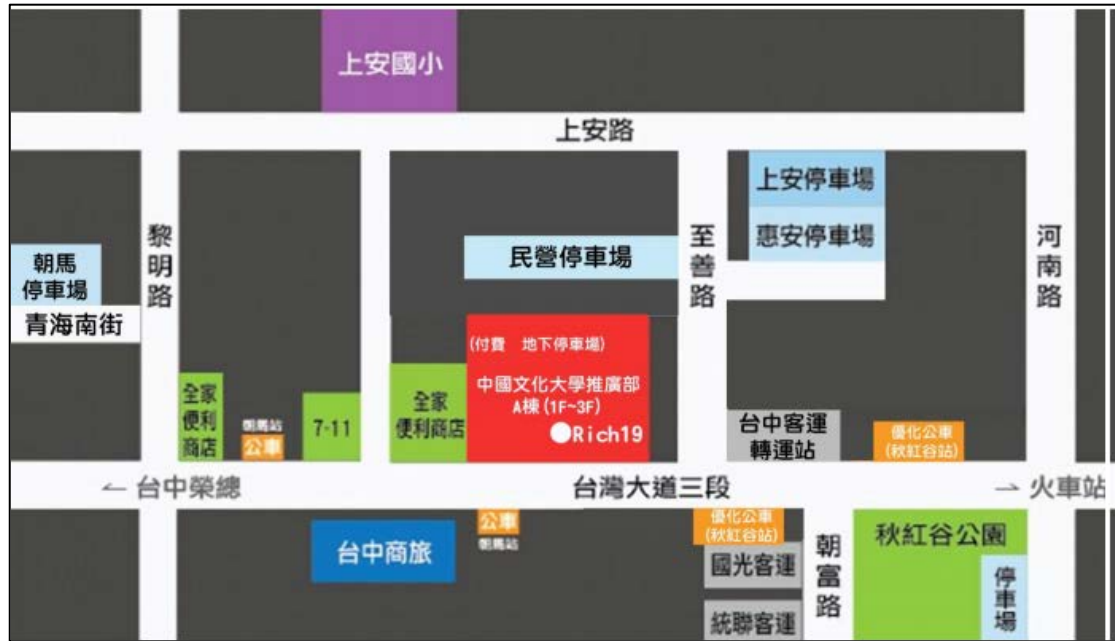 上安國小
上安路
上安停車場
惠安停車場
黎明路
至善路
河南路
朝馬
停車場
民營停車場
青海南街
(付費 地下停車場)
中國文化大學推廣部
A棟(1F~3F)
●Rich19
全家
便利
商店
朝馬站
公車
7-11
全家
便利商店
台中客運
轉運站
優化公車
(秋紅谷站)
← 台中榮總
台灣大道三段
→ 火車站
公車
朝馬站
台中商旅
優化公車
(秋紅谷站)
國光客運
統聯客運
朝富路
秋紅谷公園
停車場